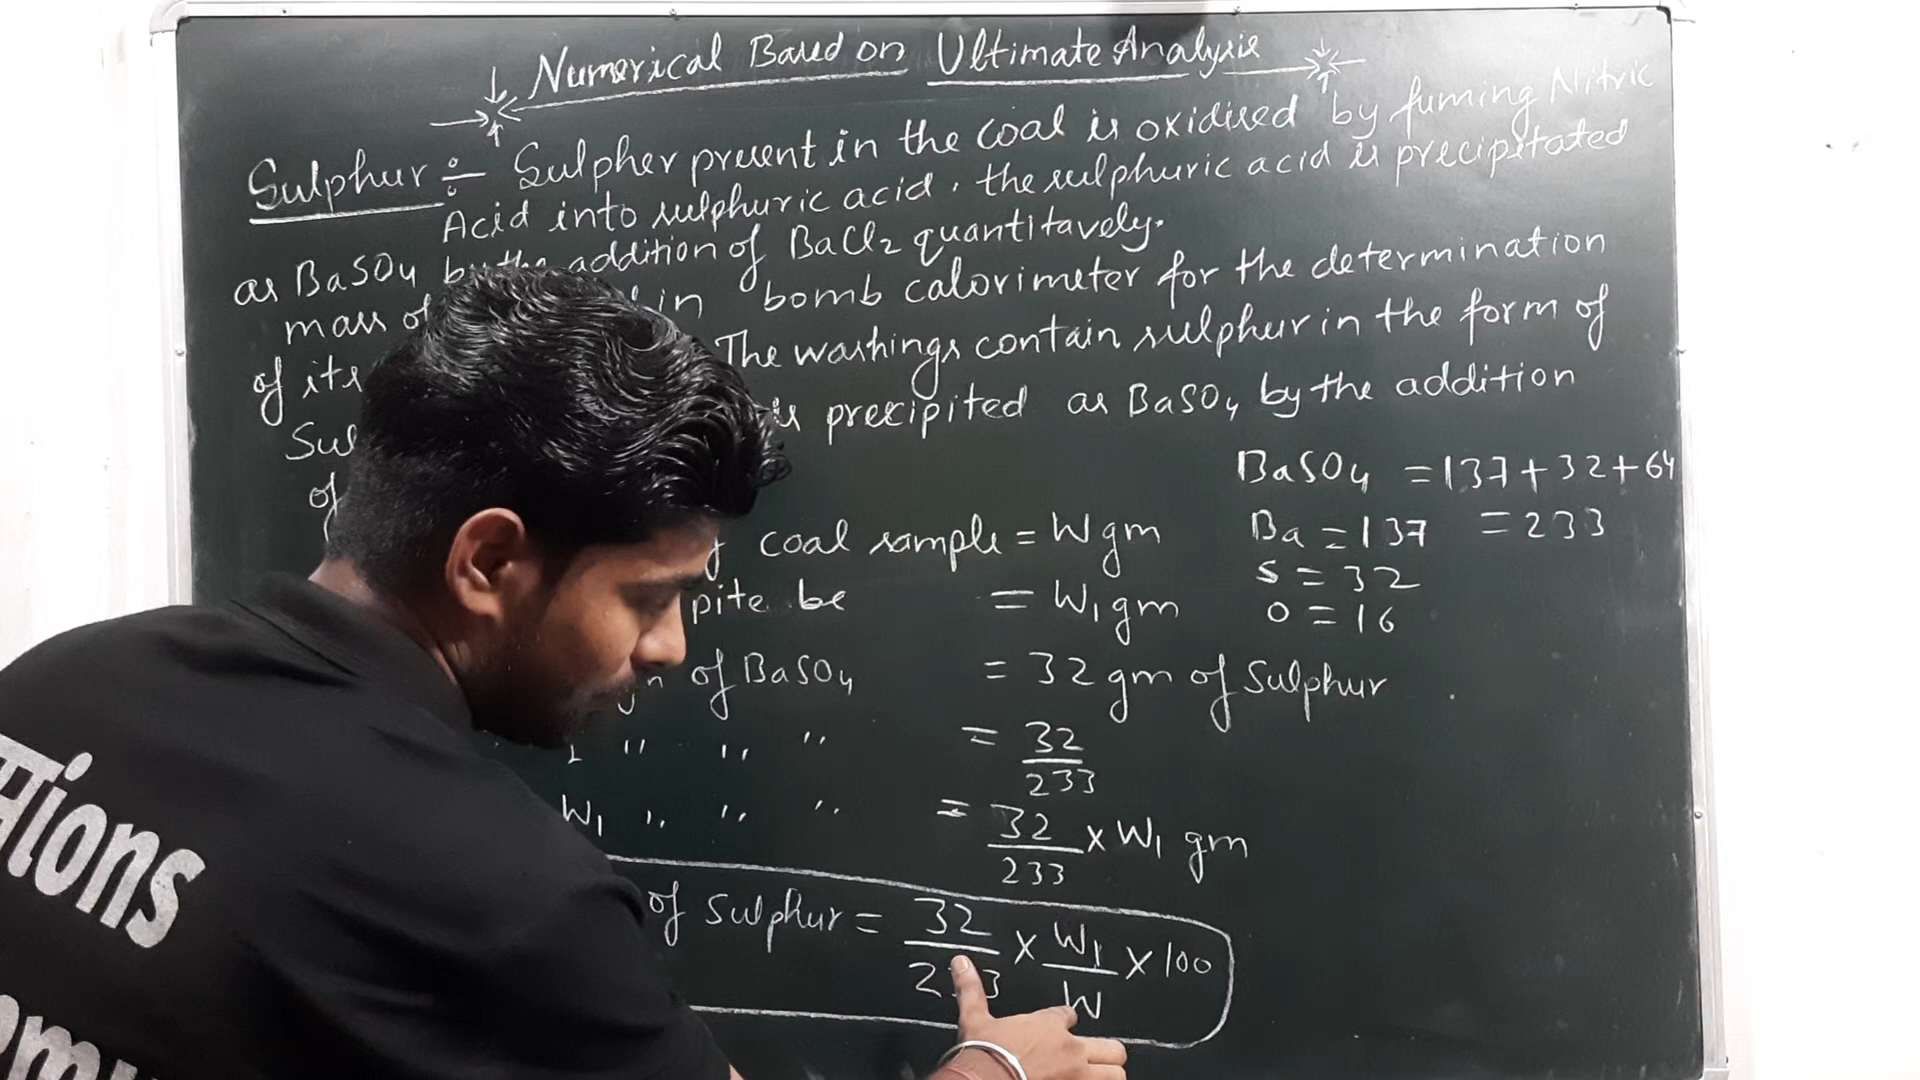 Numerical Based on Ultimate Analysis
Sulphur ÷ Sulpher present in the coal is oxidised by fuming Nitric
Acid into sulphuric acid. the sulphuric acid is precipitated
as BaSO4 by the addition of BaCl2 quantitavely.
mass of in bomb calorimeter for the determination
of its The washings contain sulphur in the form of
Sul is precipited as BaSO4 by the addition
of
BaSO4 = 137+32+64
= 233
Ba = 137
S = 32
O = 16
coal sample = W gm
pite be = W1 gm
of BaSO4 = 32 gm of Sulphur
1 " " " = 32/233
W1 " " " = 32/233 × W1 gm
of Sulphur = 32/233 × W1/W × 100